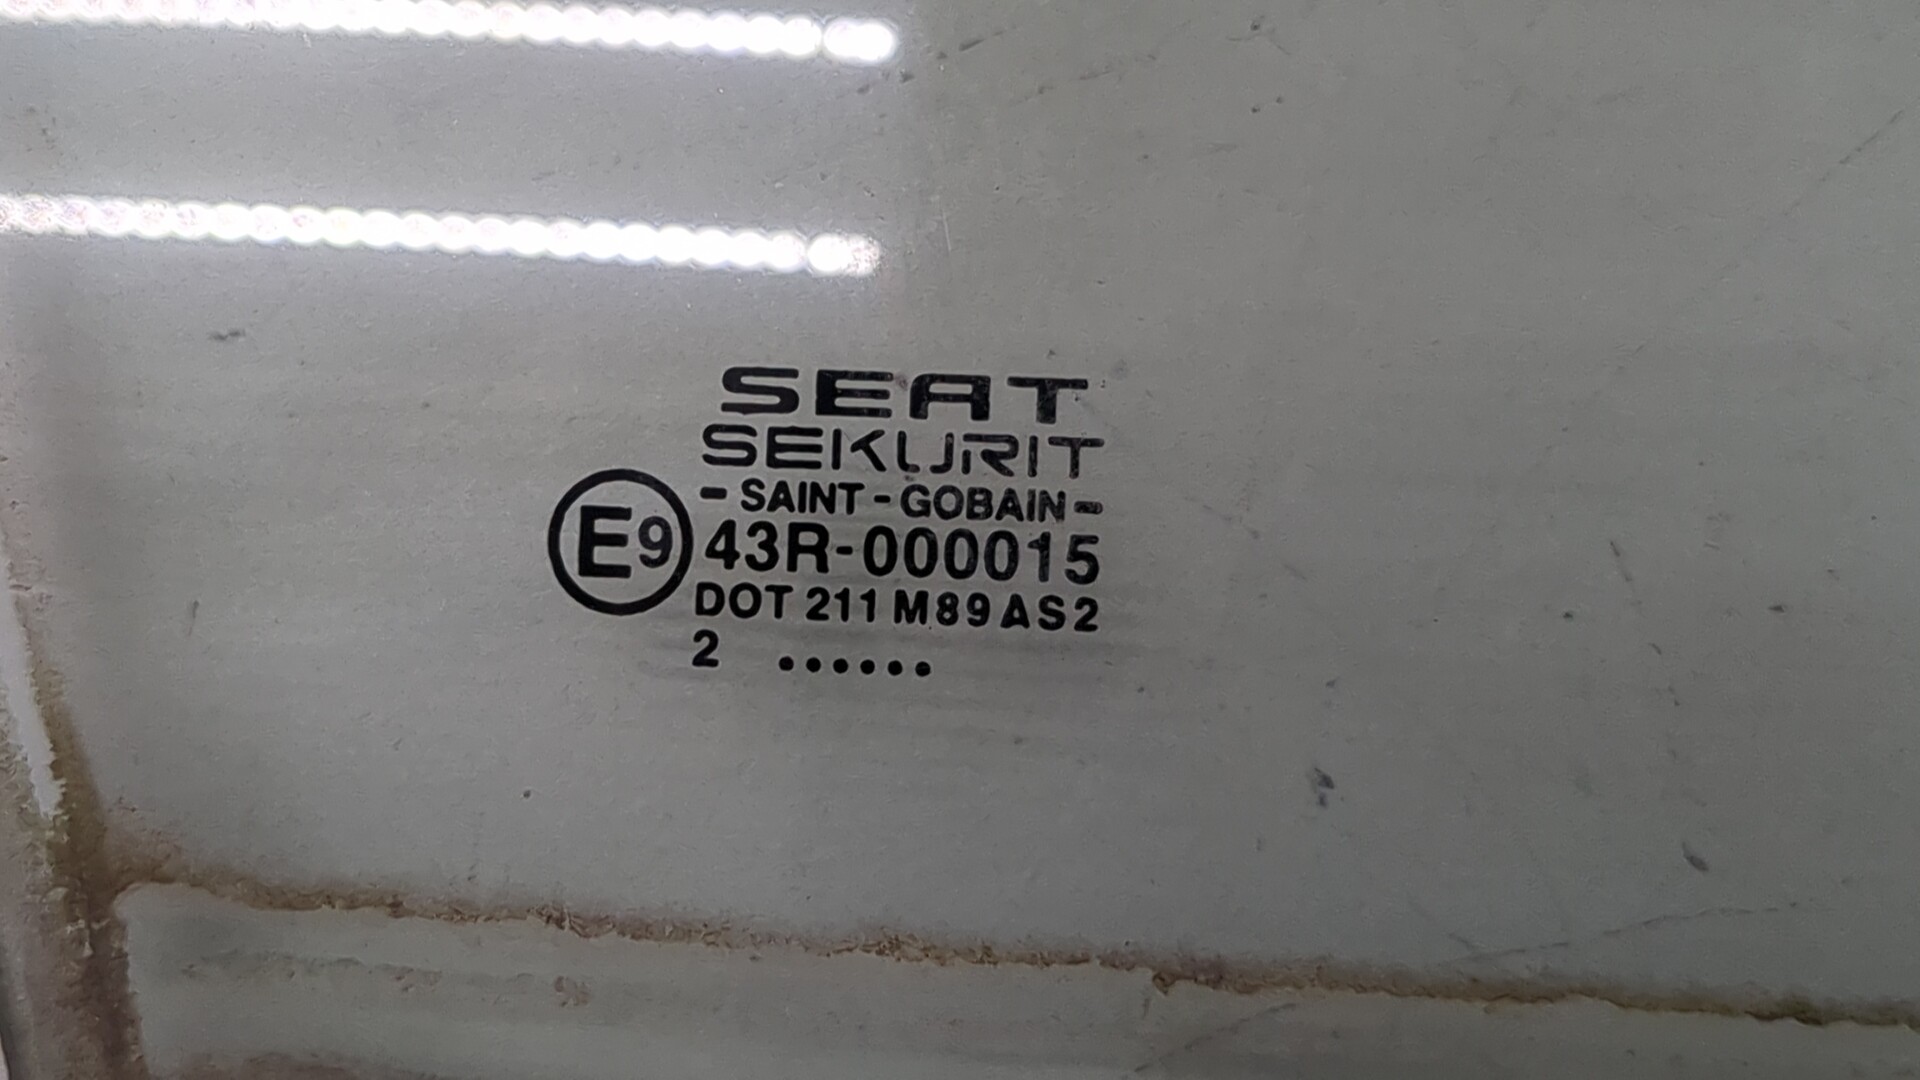 SEAT
SEKURIT
- SAINT - GOBAIN -
E9 43R-000015
DOT 211 M89 AS2
2 ......